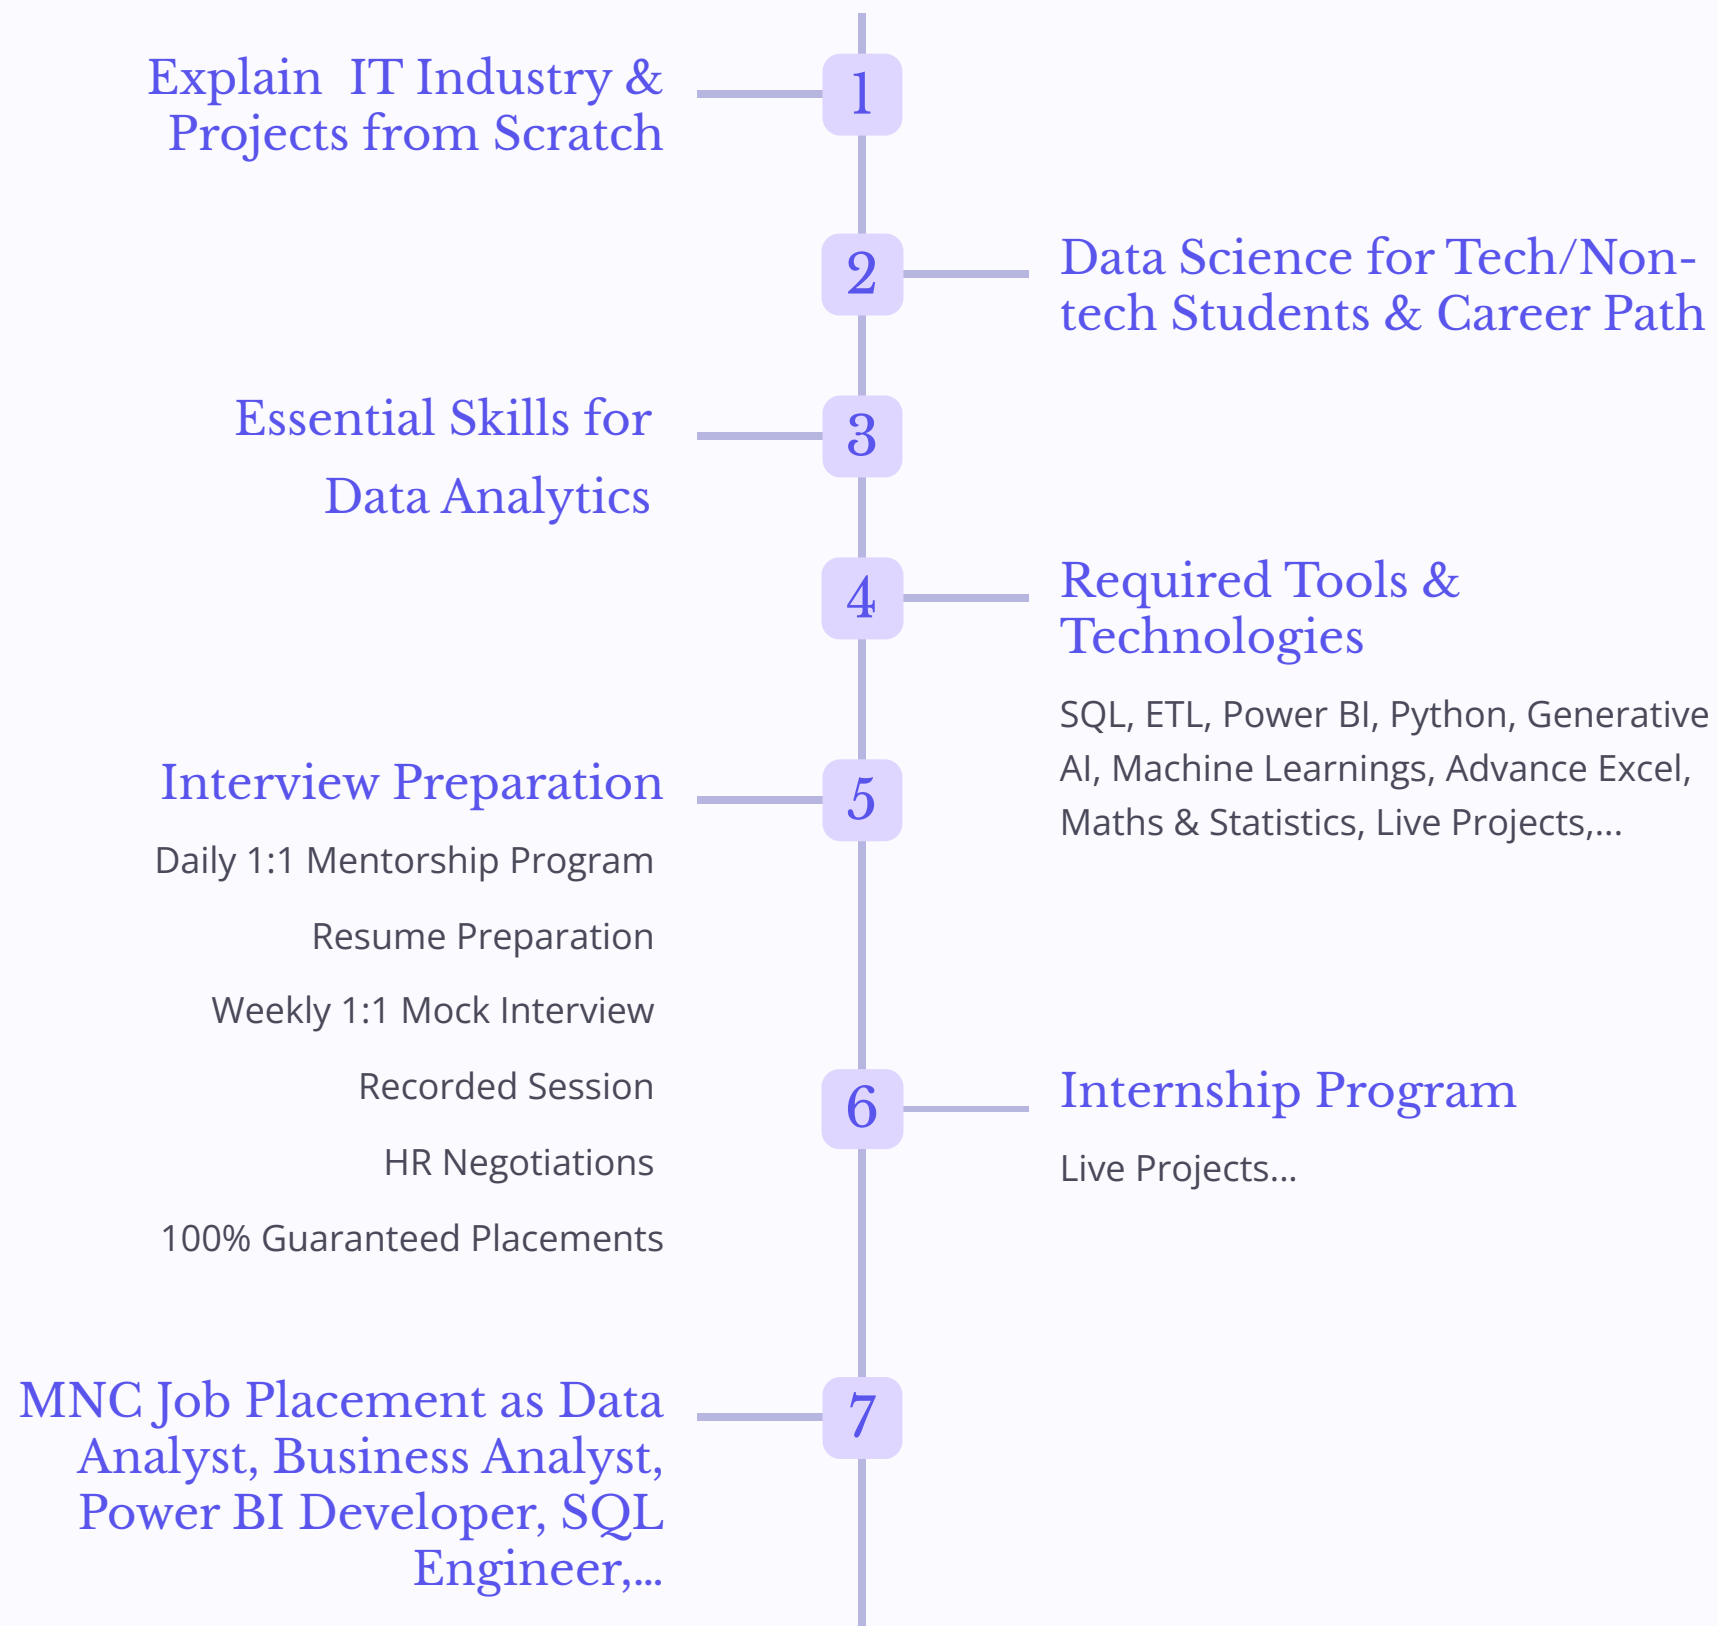 1
Explain IT Industry &
Projects from Scratch
2
Data Science for Tech/Non-
tech Students & Career Path
3
Essential Skills for
Data Analytics
4
Required Tools &
Technologies
SQL, ETL, Power BI, Python, Generative
AI, Machine Learnings, Advance Excel,
Maths & Statistics, Live Projects,...
5
Interview Preparation
Daily 1:1 Mentorship Program
Resume Preparation
Weekly 1:1 Mock Interview
Recorded Session
HR Negotiations
100% Guaranteed Placements
6
Internship Program
Live Projects...
7
MNC Job Placement as Data
Analyst, Business Analyst,
Power BI Developer, SQL
Engineer,...